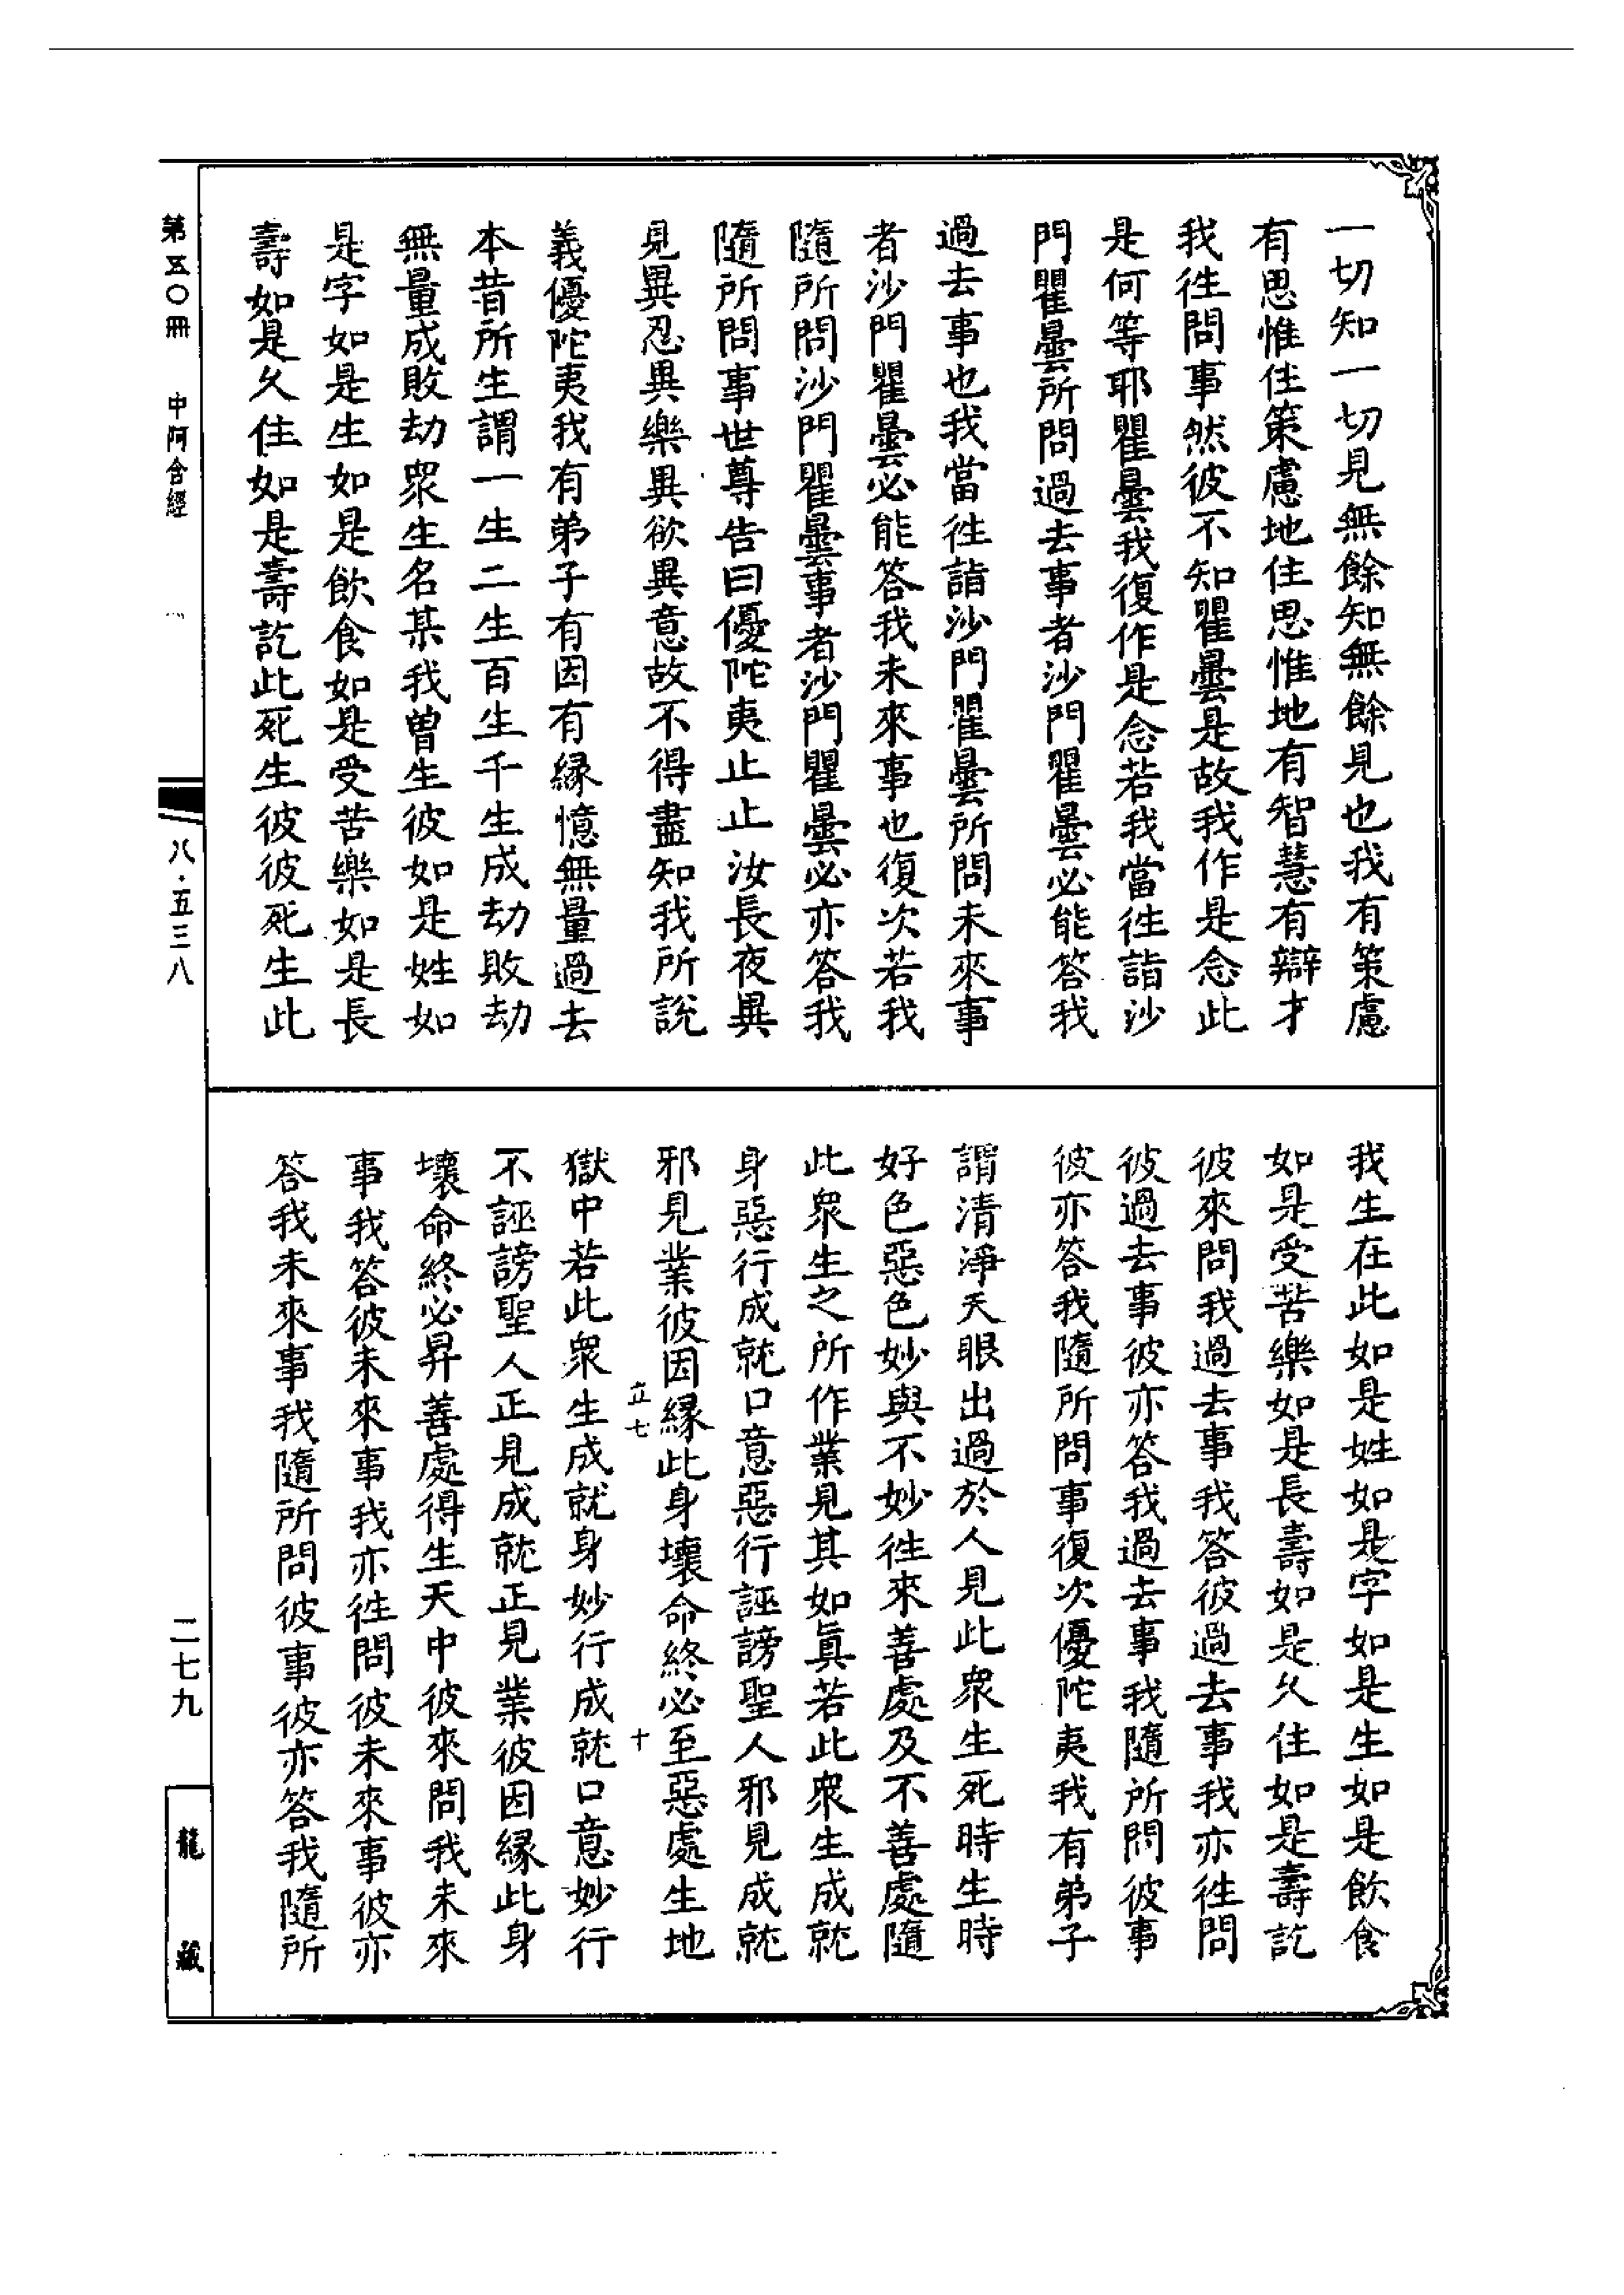 一切知一切見無餘知無餘見也我有策慮
有思惟住策慮地住思惟地有智慧有辯才
我往問事然彼不知瞿曇是故我作是念此
是何等耶瞿曇我復作是念若我當往詣沙
門瞿曇所問過去事者沙門瞿曇必能答我
過去事也我當往詣沙門瞿曇所問未來事
者沙門瞿曇必能答我未來事也復次若我
隨所問沙門瞿曇事者沙門瞿曇必亦答我
隨所問事世尊告曰優陀夷止止汝長夜異
見異忍異樂異欲異意故不得盡知我所說
義優陀夷我有弟子有因有緣憶無量過去
本昔所生謂一生二生百生千生成劫敗劫
無量成敗劫衆生名某我曾生彼如是姓如
是字如是生如是飲食如是受苦樂如是長
壽如是久住如是壽訖此死生彼彼死生此
我生在此如是姓如是字如是生如是飲食
如是受苦樂如是長壽如是久住如是壽訖
彼來問我過去事我答彼過去事我亦往問
彼過去事彼亦答我過去事我隨所問彼事
彼亦答我隨所問事復次優陀夷我有弟子
謂清淨天眼出過於人見此衆生死時生時
好色惡色妙與不妙往來善處及不善處隨
此衆生之所作業見其如眞若此衆生成就
身惡行成就口意惡行誣謗聖人邪見成就
邪見業彼因緣此身壞命終必至惡處生地
立七 十
獄中若此衆生成就身妙行成就口意妙行
不誣謗聖人正見成就正見業彼因緣此身
壞命終必昇善處得生天中彼來問我未來
事我答彼未來事我亦往問彼未來事彼亦
答我未來事我隨所問彼事彼亦答我隨所
第五〇冊 中阿含經
八·五三八
二七九
龍藏